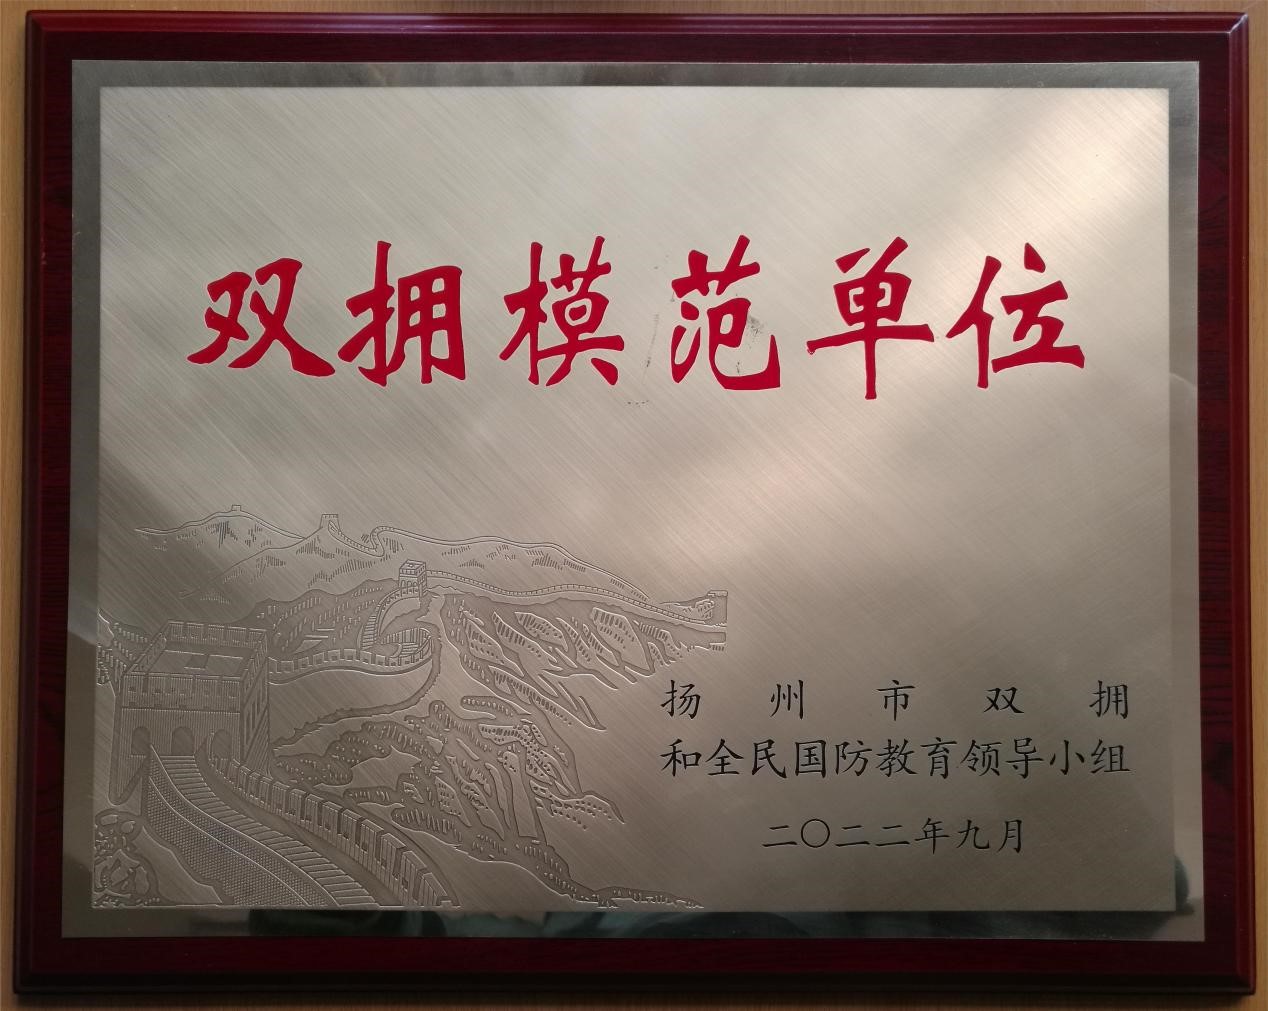 双拥模范单位
扬州市双拥
和全民国防教育领导小组
二〇二二年九月